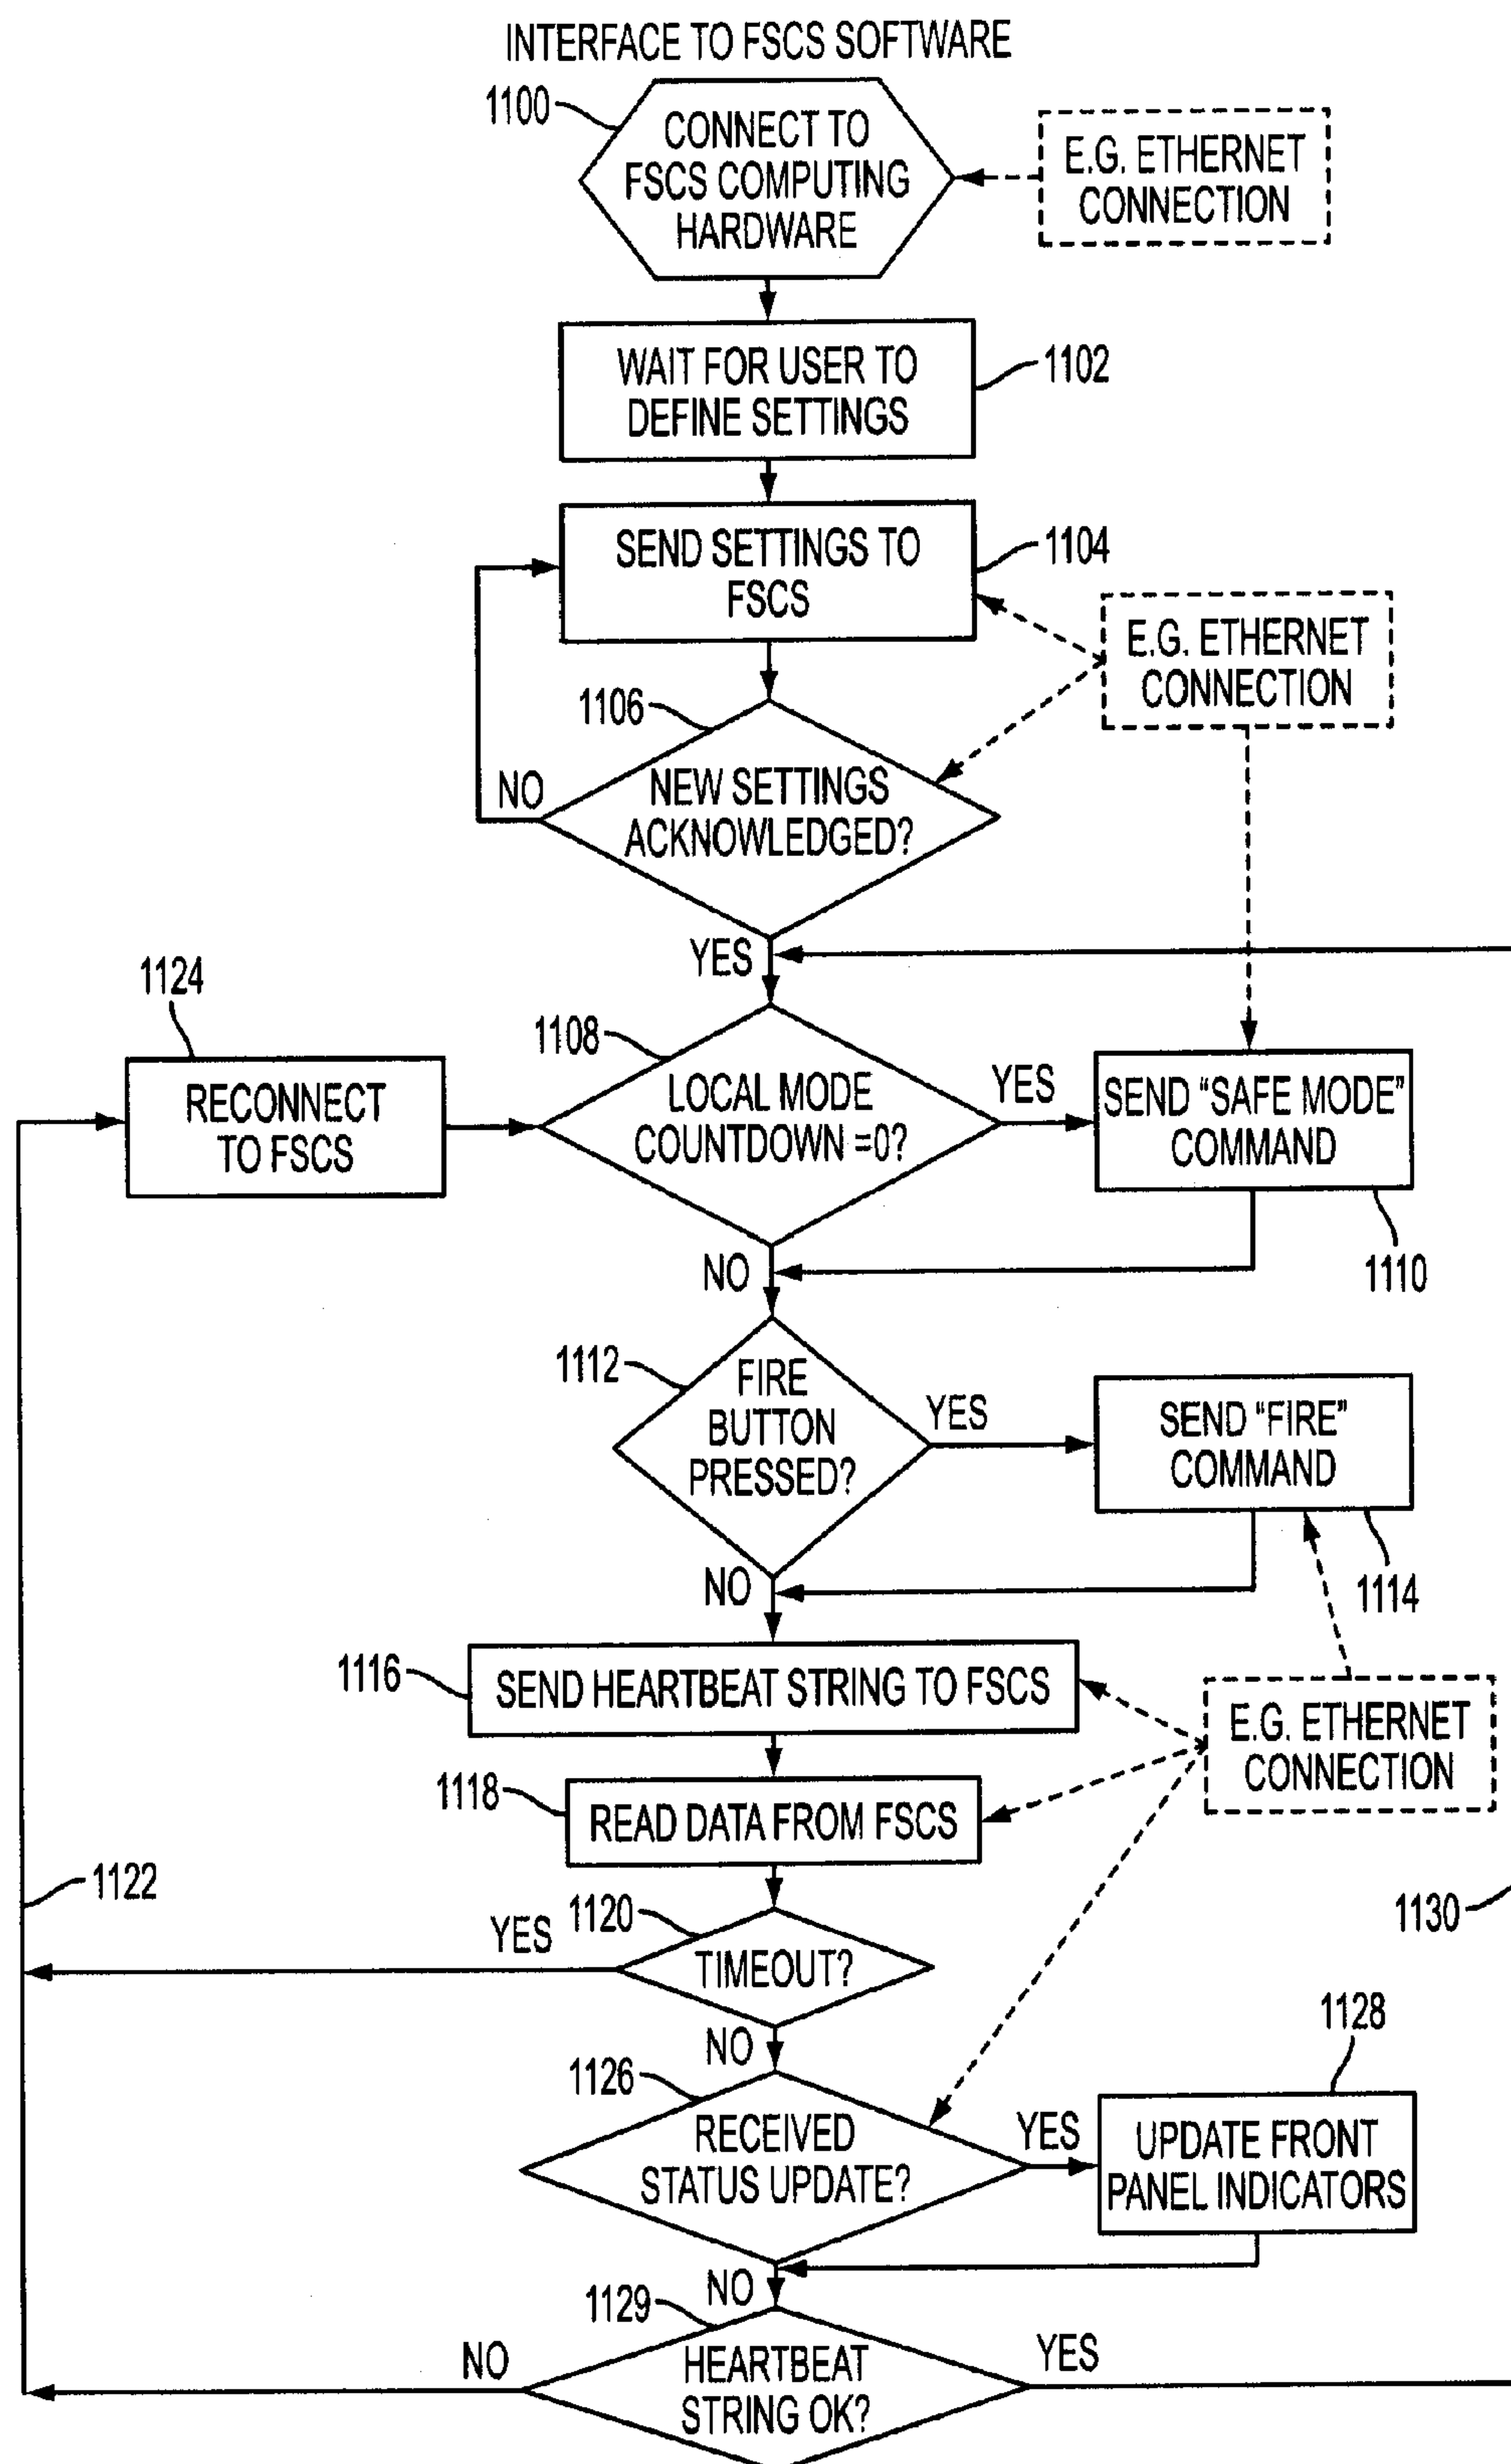 INTERFACE TO FSCS SOFTWARE
1100
CONNECT TO
FSCS COMPUTING
HARDWARE
E.G. ETHERNET
CONNECTION
WAIT FOR USER TO
DEFINE SETTINGS
1102
SEND SETTINGS TO
FSCS
1104
E.G. ETHERNET
CONNECTION
1106
NEW SETTINGS
ACKNOWLEDGED?
NO
YES
1124
RECONNECT
TO FSCS
1108
LOCAL MODE
COUNTDOWN =0?
YES
SEND "SAFE MODE"
COMMAND
1110
NO
1112
FIRE
BUTTON
PRESSED?
YES
SEND "FIRE"
COMMAND
1114
NO
1116
SEND HEARTBEAT STRING TO FSCS
E.G. ETHERNET
CONNECTION
1118
READ DATA FROM FSCS
1122
1130
1120
YES
TIMEOUT?
NO
1126
RECEIVED
STATUS UPDATE?
YES
1128
UPDATE FRONT
PANEL INDICATORS
NO
1129
HEARTBEAT
STRING OK?
NO
YES